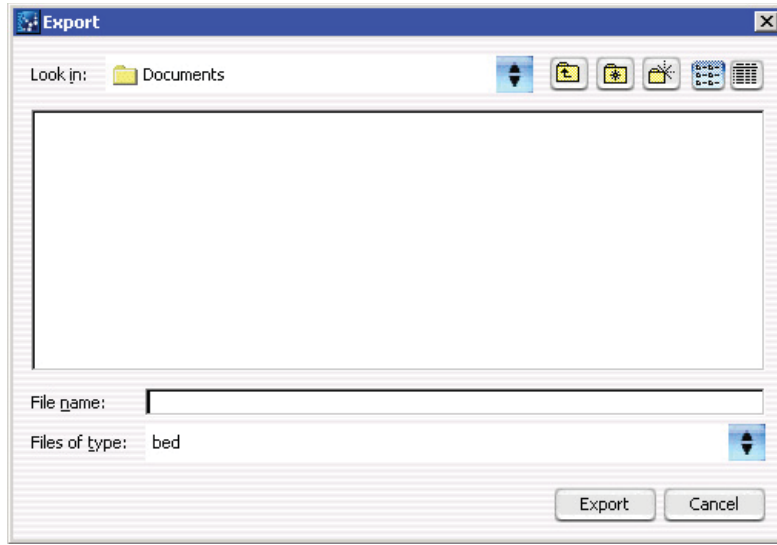 Export
Look in: Documents
File name:
Files of type: bed
Export Cancel